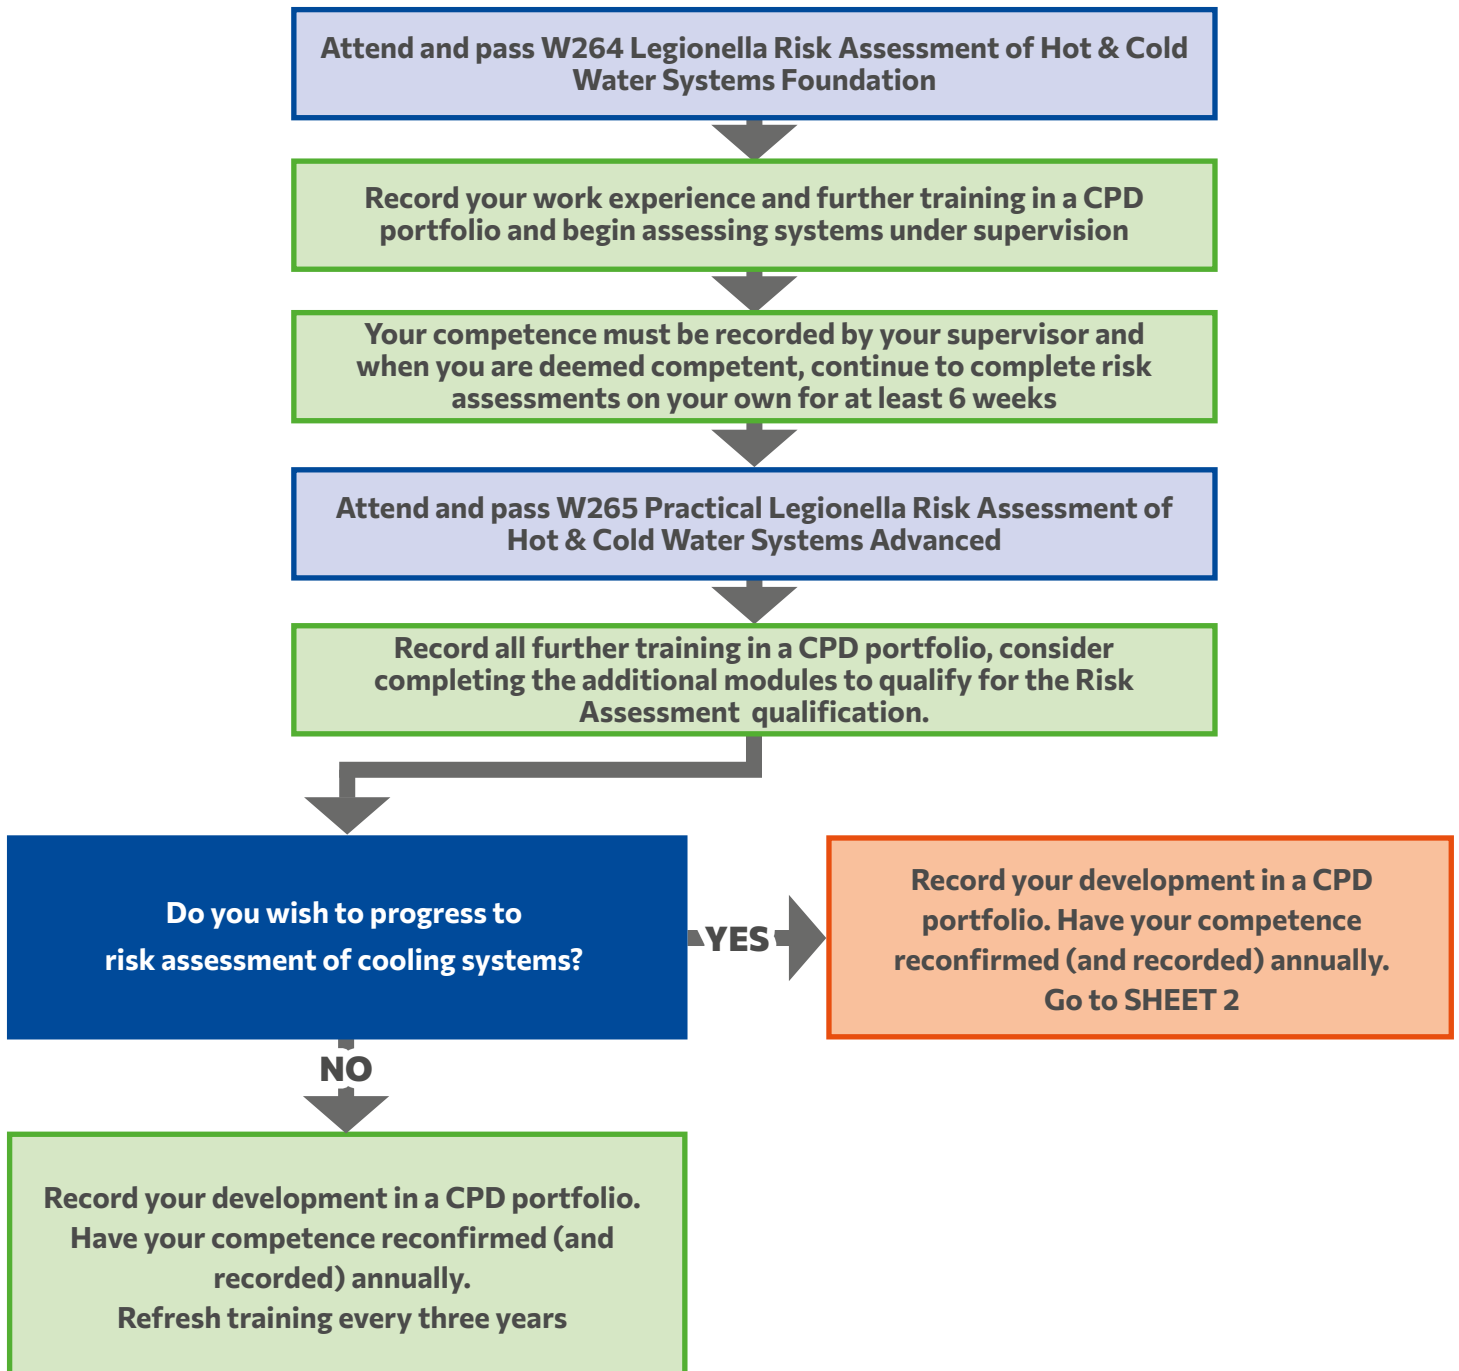 Attend and pass W264 Legionella Risk Assessment of Hot & Cold
Water Systems Foundation
Record your work experience and further training in a CPD
portfolio and begin assessing systems under supervision
Your competence must be recorded by your supervisor and
when you are deemed competent, continue to complete risk
assessments on your own for at least 6 weeks
Attend and pass W265 Practical Legionella Risk Assessment of
Hot & Cold Water Systems Advanced
Record all further training in a CPD portfolio, consider
completing the additional modules to qualify for the Risk
Assessment qualification.
Do you wish to progress to
risk assessment of cooling systems?
YES
Record your development in a CPD
portfolio. Have your competence
reconfirmed (and recorded) annually.
Go to SHEET 2
NO
Record your development in a CPD portfolio.
Have your competence reconfirmed (and
recorded) annually.
Refresh training every three years